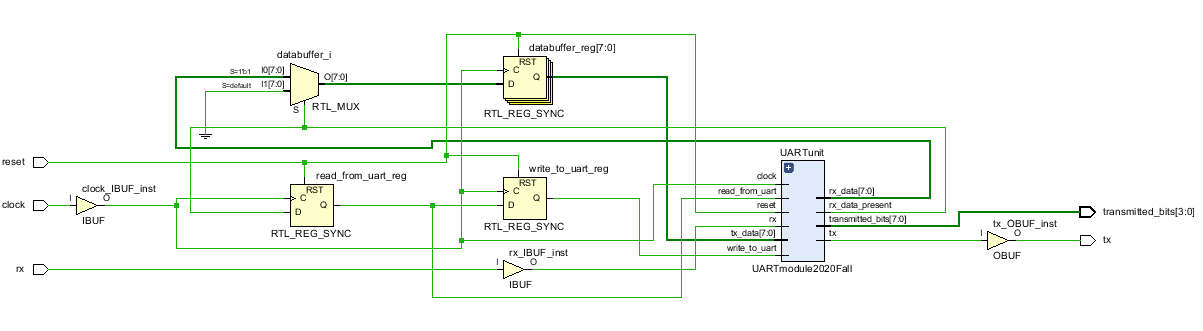 databuffer_i
S=1'b1 I0[7:0]
S=default I1[7:0]
O[7:0]
S
RTL_MUX
databuffer_reg[7:0]
RST
C
Q
D
RTL_REG_SYNC
reset
read_from_uart_reg
RST
C
Q
D
RTL_REG_SYNC
write_to_uart_reg
RST
C
Q
D
RTL_REG_SYNC
clock
clock_IBUF_inst
I
O
IBUF
rx
rx_IBUF_inst
I
O
IBUF
UARTunit
clock
read_from_uart
reset
rx
tx_data[7:0]
write_to_uart
rx_data[7:0]
rx_data_present
transmitted_bits[7:0]
tx
UARTmodule2020Fall
tx_OBUF_inst
I
O
OBUF
transmitted_bits[3:0]
tx